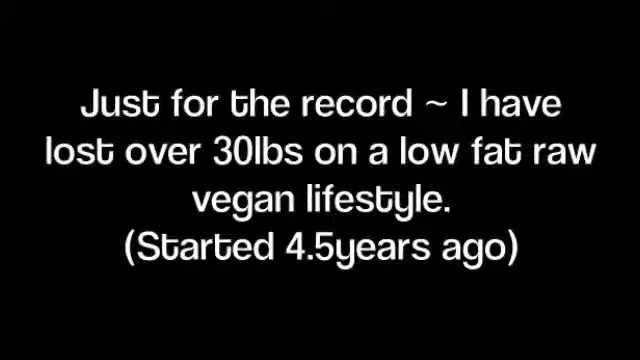 Just for the record ~ I have
lost over 30lbs on a low fat raw
vegan lifestyle.
(Started 4.5years ago)